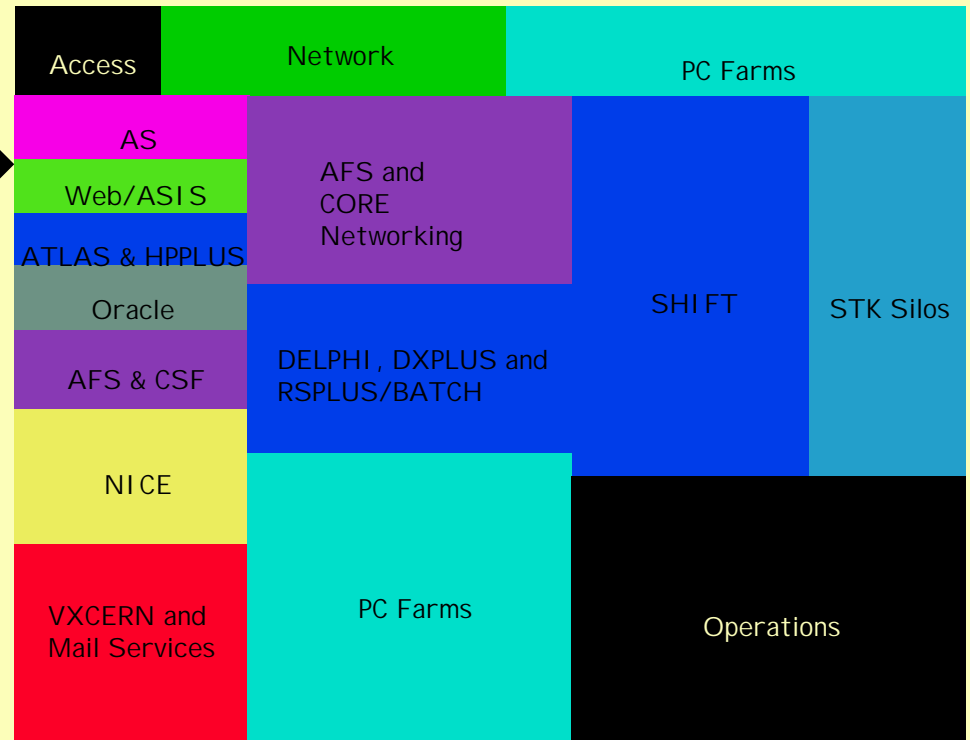 Access
Network
PC Farms
AS
Web/ASIS
ATLAS & HPPLUS
Oracle
AFS & CSF
NICE
VXCERN and
Mail Services
AFS and
CORE
Networking
DELPHI, DXPLUS and
RSPLUS/BATCH
PC Farms
SHIFT
STK Silos
Operations